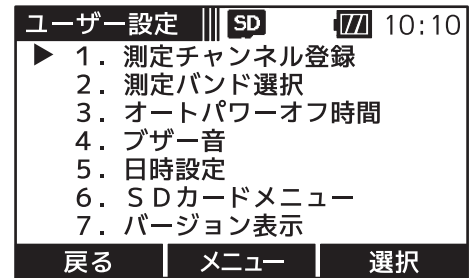 ユーザー設定 SD 10:10
▶ 1. 測定チャンネル登録
2. 測定バンド選択
3. オートパワーオフ時間
4. ブザー音
5. 日時設定
6. SDカードメニュー
7. バージョン表示
戻る メニュー 選択